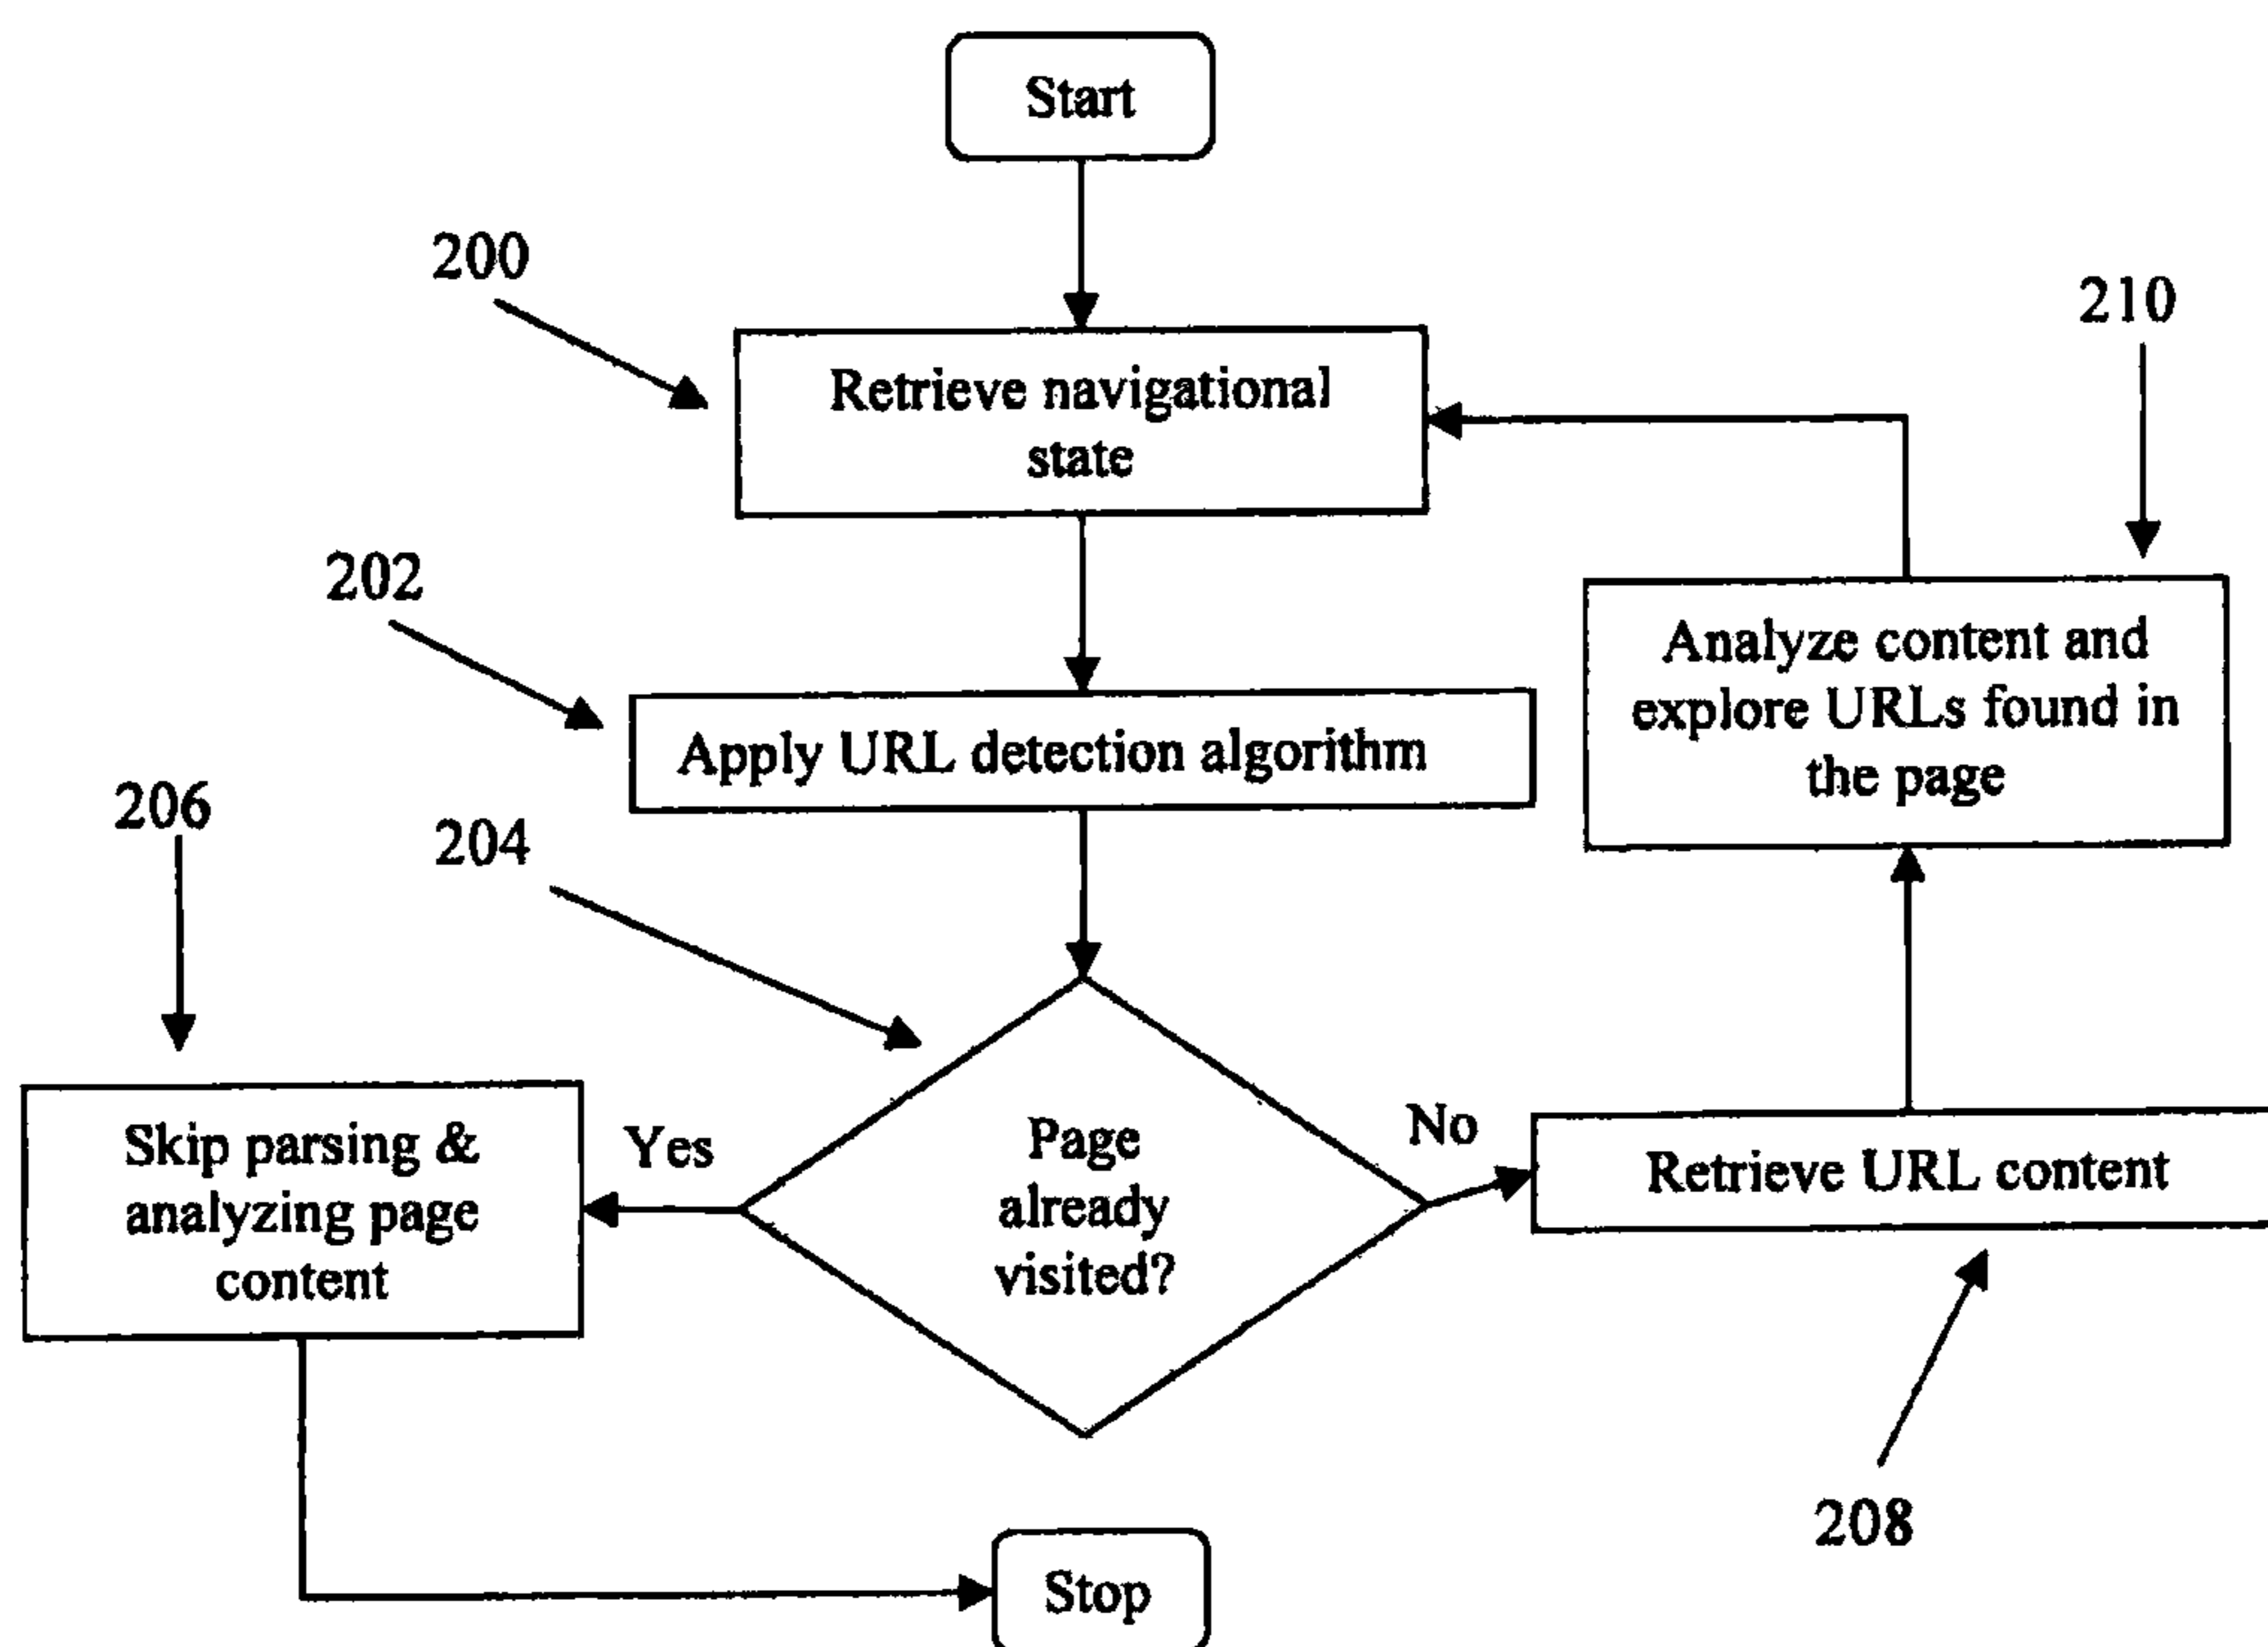 Start
200
Retrieve navigational
state
210
202
Apply URL detection algorithm
Analyze content and
explore URLs found in
the page
206
204
Skip parsing &
analyzing page
content
Yes
Page
already
visited?
No
Retrieve URL content
208
Stop